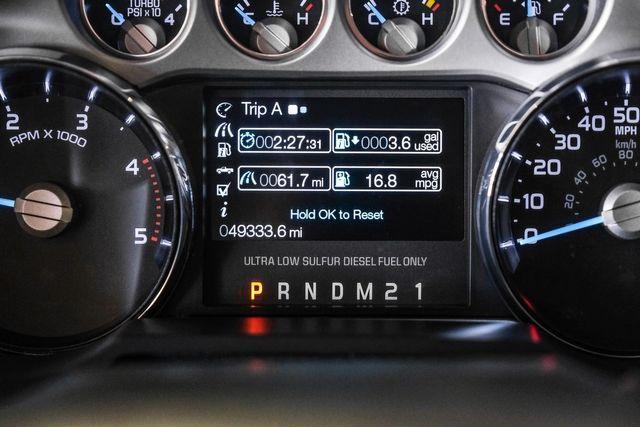 TURBO
PSI x 10
0 4
C H
C H
E F
Trip A
0002:27:31
0003.6 gal used
0061.7 mi
16.8 avg mpg
Hold OK to Reset
049333.6 mi
ULTRA LOW SULFUR DIESEL FUEL ONLY
P R N D M 2 1
2 3 4 5
RPM X 1000
0 10 20 30 40 50
MPH
km/h
20 40 60 80